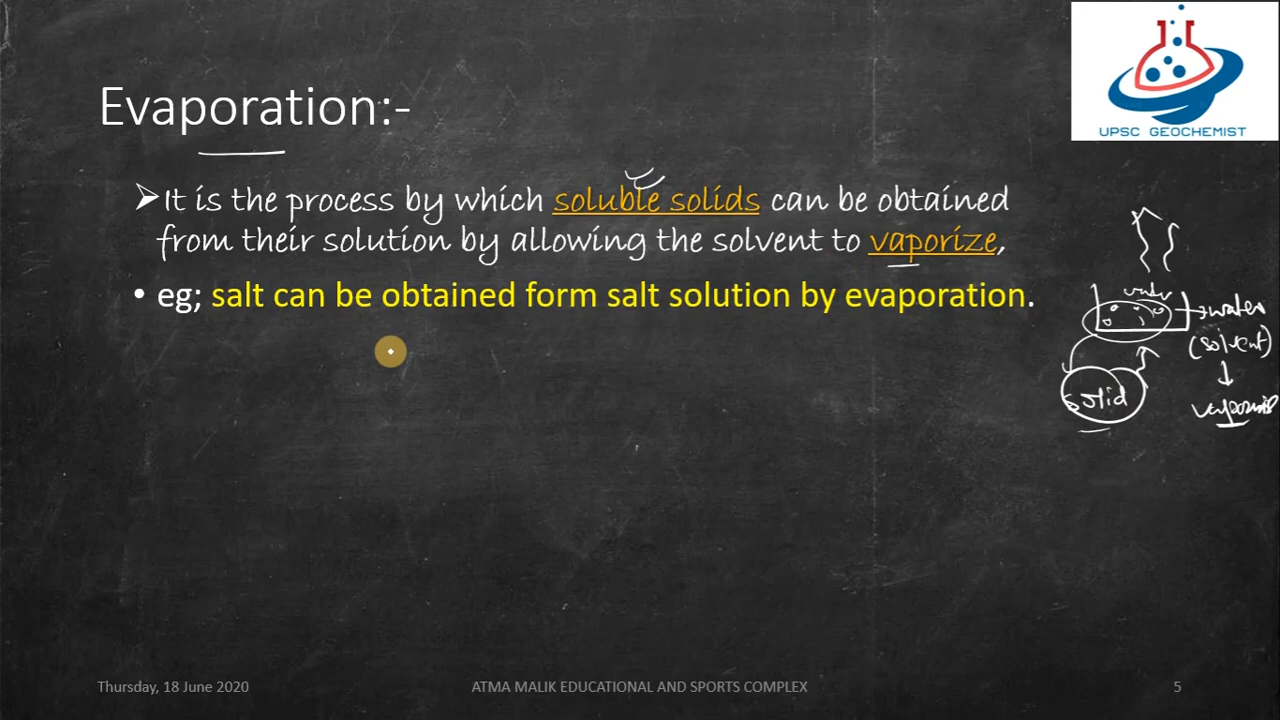 UPSC GEOCHEMIST
Evaporation:-
It is the process by which soluble solids can be obtained
from their solution by allowing the solvent to vaporize,
• eg; salt can be obtained form salt solution by evaporation.
water
water
(solvent)
solid
Thursday, 18 June 2020
ATMA MALIK EDUCATIONAL AND SPORTS COMPLEX
5